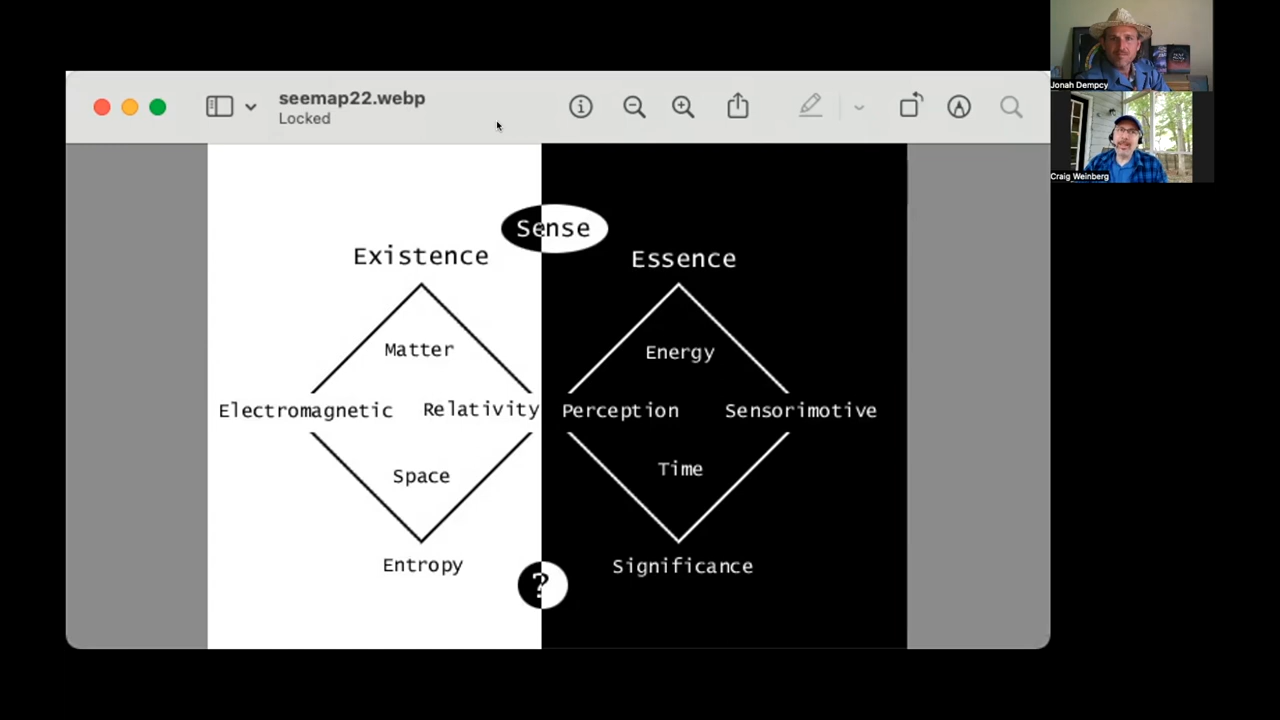 seemap22.webp
Locked
Jonah Dempcy
Craig Weinberg
Sense
Existence
Essence
Matter
Energy
Electromagnetic
Relativity
Perception
Sensorimotive
Space
Time
Entropy
Significance
?